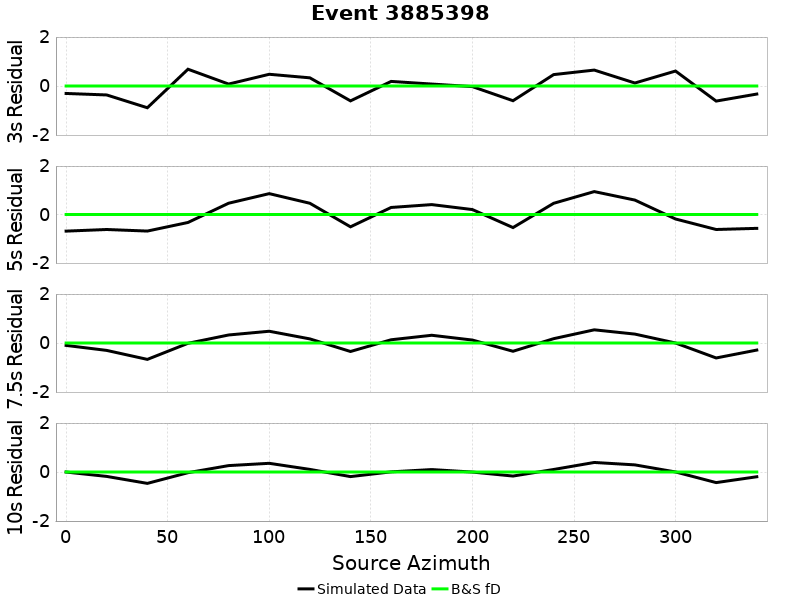 Event 3885398
3s Residual
2
0
-2
5s Residual
2
0
-2
7.5s Residual
2
0
-2
10s Residual
2
0
-2
0 50 100 150 200 250 300
Source Azimuth
Simulated Data B&S fD